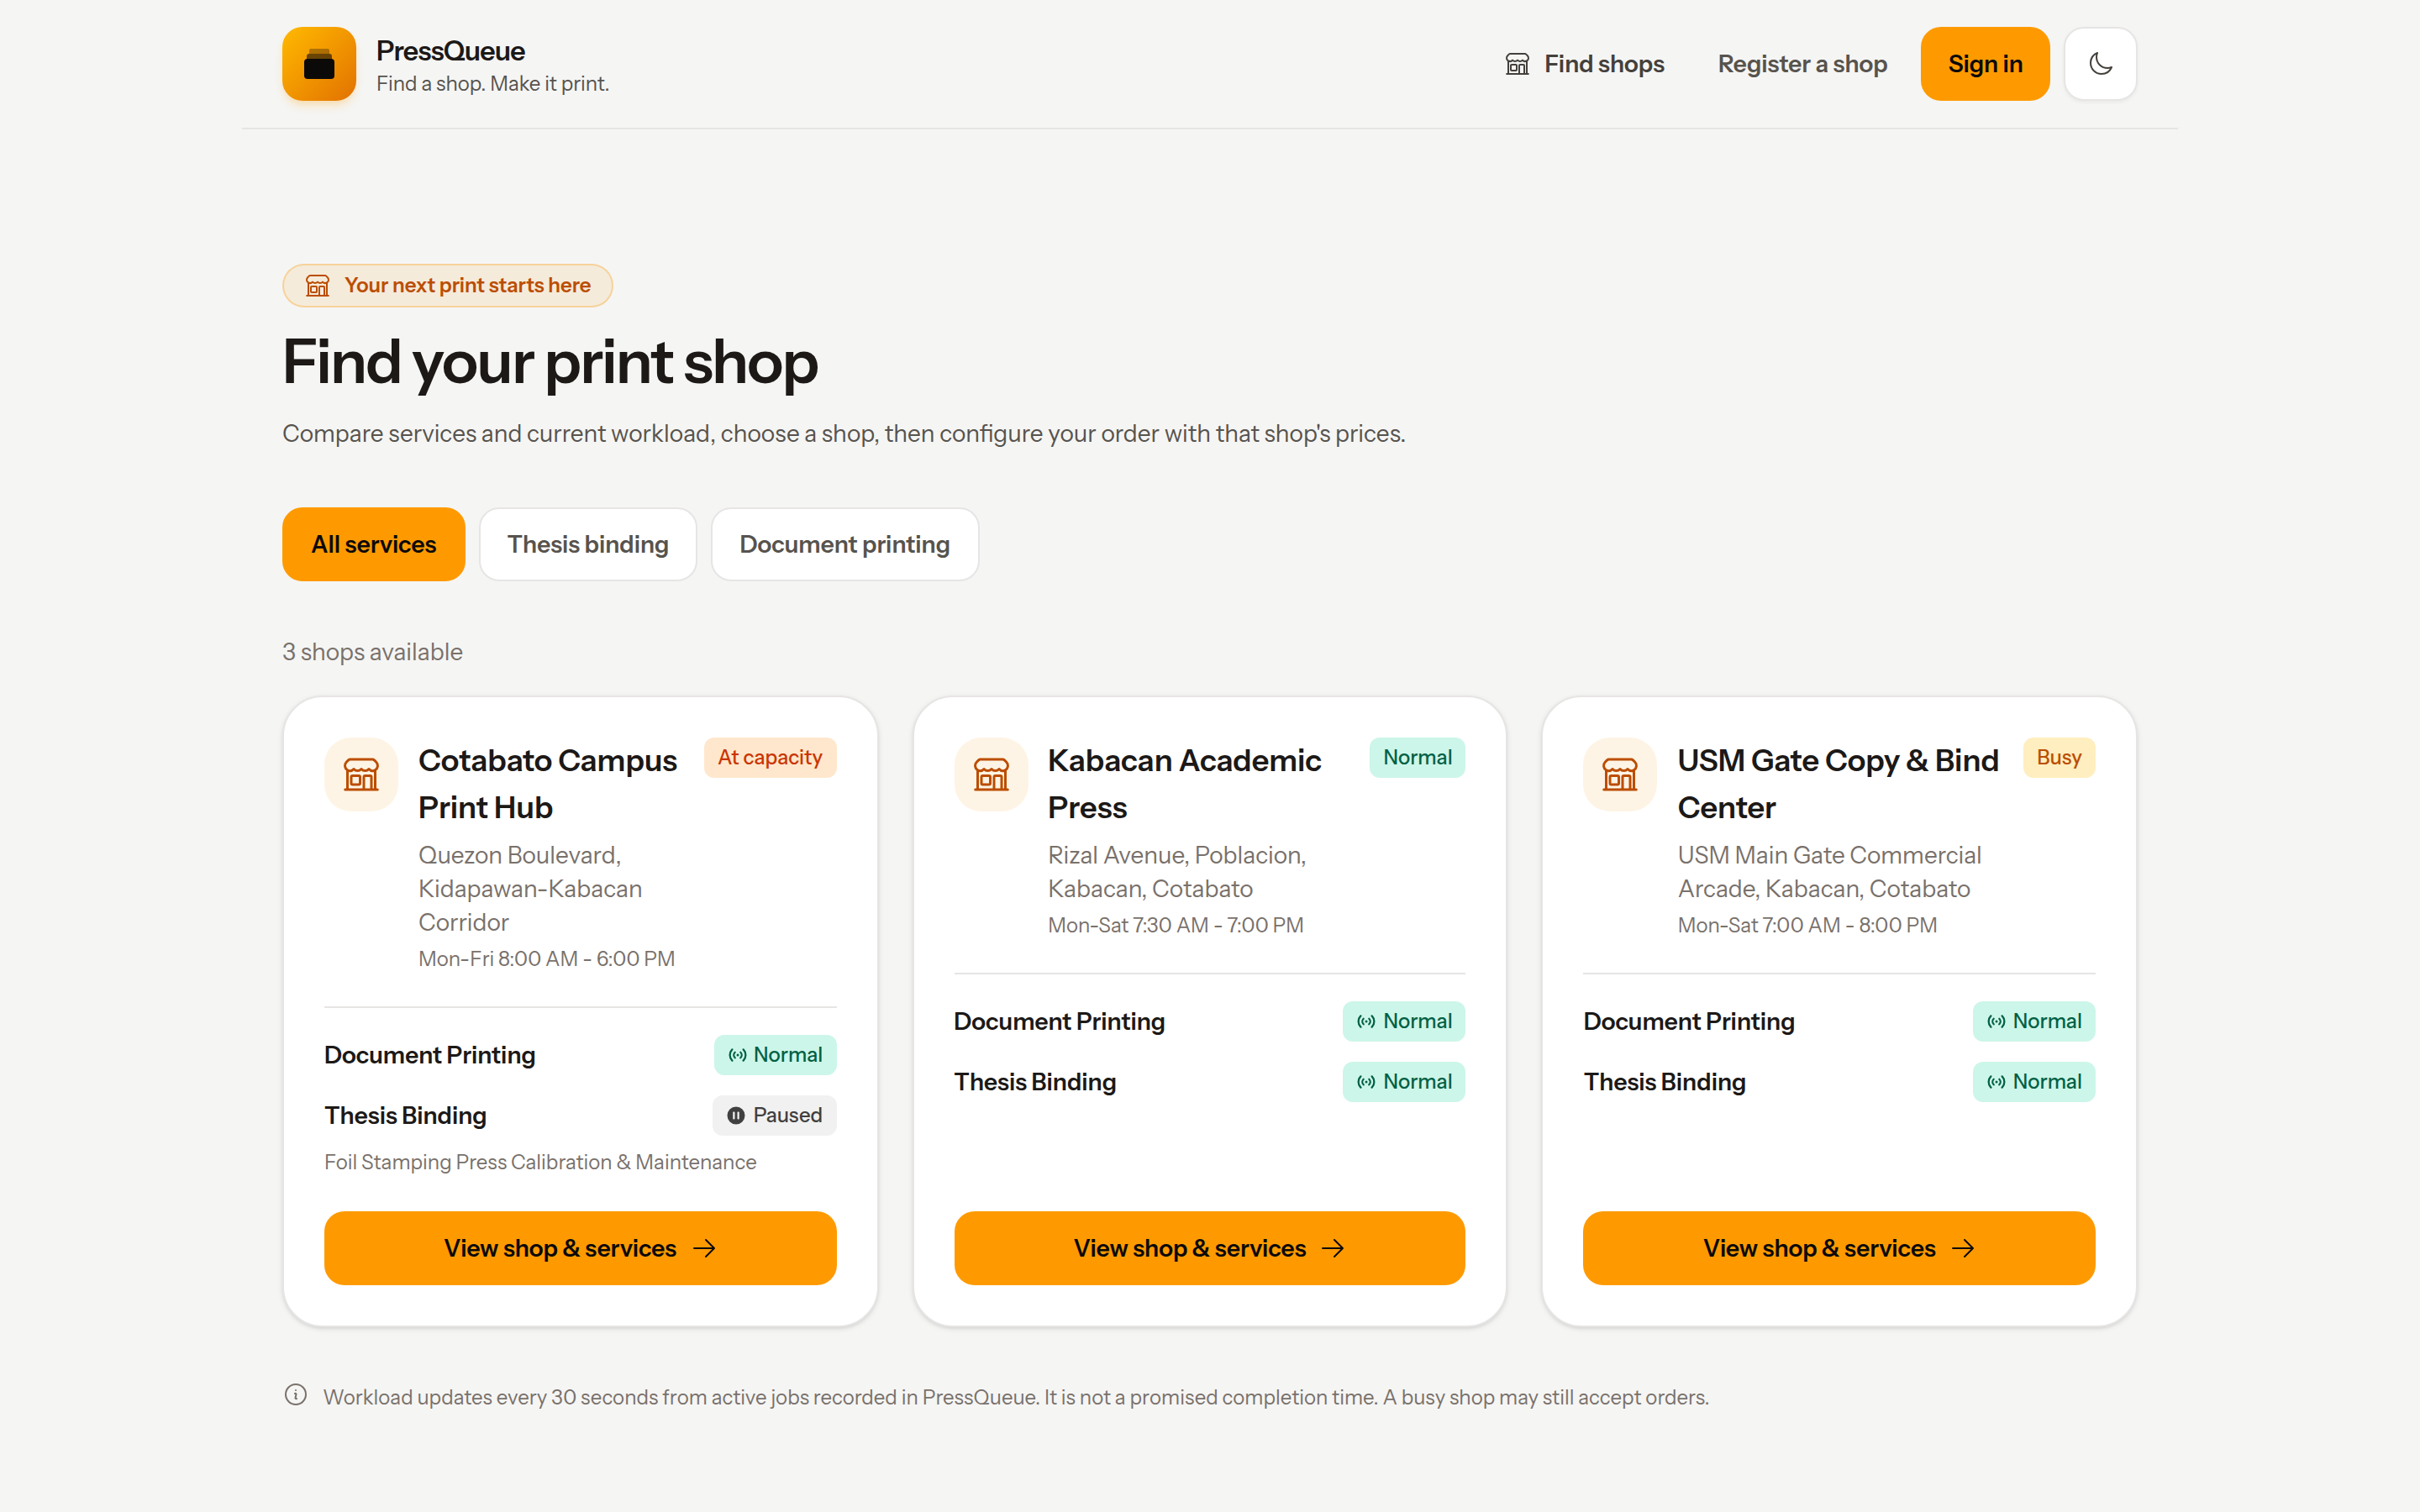 PressQueue
Find a shop. Make it print.
Find shops
Register a shop
Sign in
Your next print starts here
Find your print shop
Compare services and current workload, choose a shop, then configure your order with that shop's prices.
All services
Thesis binding
Document printing
3 shops available
Cotabato Campus
Print Hub
At capacity
Quezon Boulevard,
Kidapawan-Kabacan
Corridor
Mon-Fri 8:00 AM - 6:00 PM
Document Printing
Normal
Thesis Binding
Paused
Foil Stamping Press Calibration & Maintenance
View shop & services
Kabacan Academic
Press
Normal
Rizal Avenue, Poblacion,
Kabacan, Cotabato
Mon-Sat 7:30 AM - 7:00 PM
Document Printing
Normal
Thesis Binding
Normal
View shop & services
USM Gate Copy & Bind
Center
Busy
USM Main Gate Commercial
Arcade, Kabacan, Cotabato
Mon-Sat 7:00 AM - 8:00 PM
Document Printing
Normal
Thesis Binding
Normal
View shop & services
Workload updates every 30 seconds from active jobs recorded in PressQueue. It is not a promised completion time. A busy shop may still accept orders.